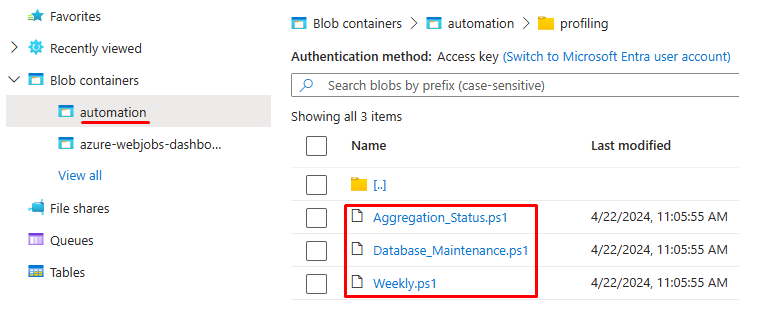 Favorites
Recently viewed
Blob containers
automation
azure-webjobs-dashbo...
View all
File shares
Queues
Tables
Blob containers > automation > profiling
Authentication method: Access key (Switch to Microsoft Entra user account)
Search blobs by prefix (case-sensitive)
Showing all 3 items
Name Last modified
[..]
Aggregation_Status.ps1 4/22/2024, 11:05:55 AM
Database_Maintenance.ps1 4/22/2024, 11:05:55 AM
Weekly.ps1 4/22/2024, 11:05:55 AM